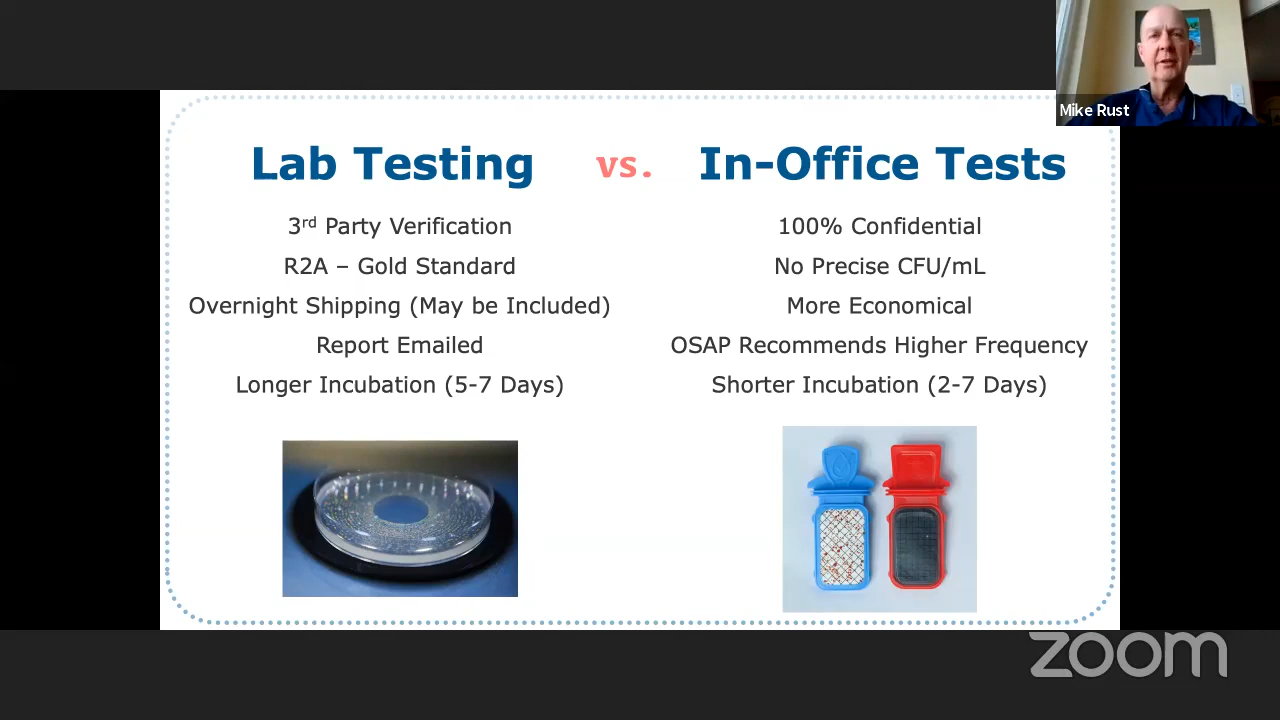 Mike Rust
Lab Testing vs. In-Office Tests
3rd Party Verification
R2A – Gold Standard
Overnight Shipping (May be Included)
Report Emailed
Longer Incubation (5-7 Days)
100% Confidential
No Precise CFU/mL
More Economical
OSAP Recommends Higher Frequency
Shorter Incubation (2-7 Days)
zoom